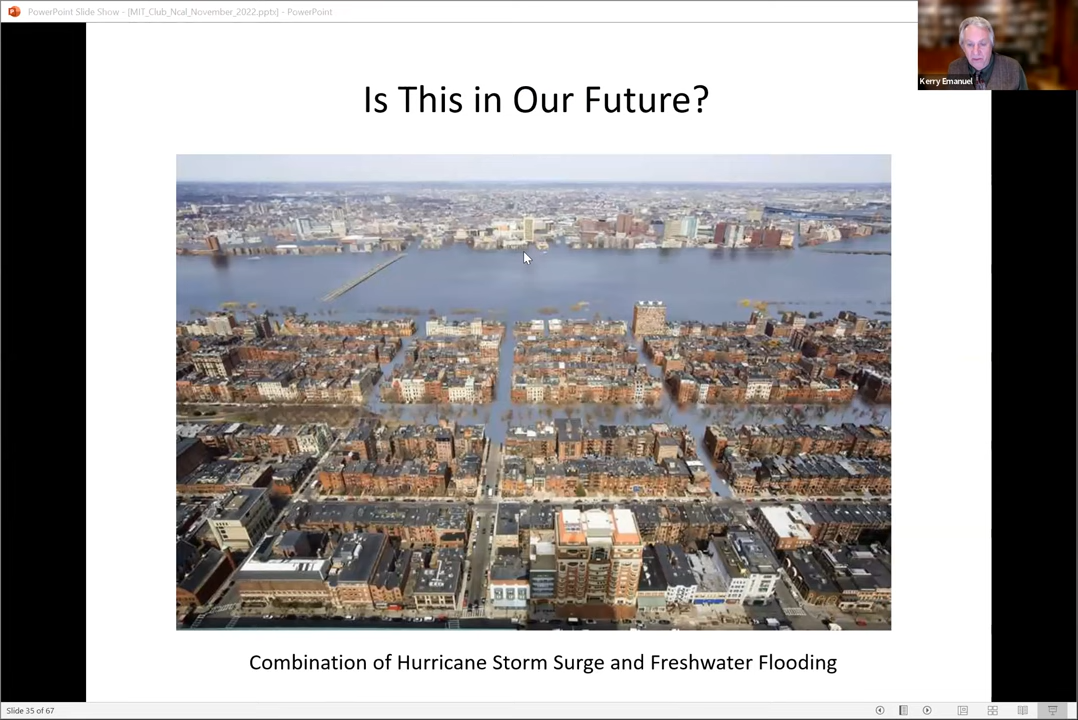 PowerPoint Slide Show - [MIT_Club_Ncal_November_2022.pptx] - PowerPoint
Kerry Emanuel
Is This in Our Future?
Combination of Hurricane Storm Surge and Freshwater Flooding
Slide 35 of 67